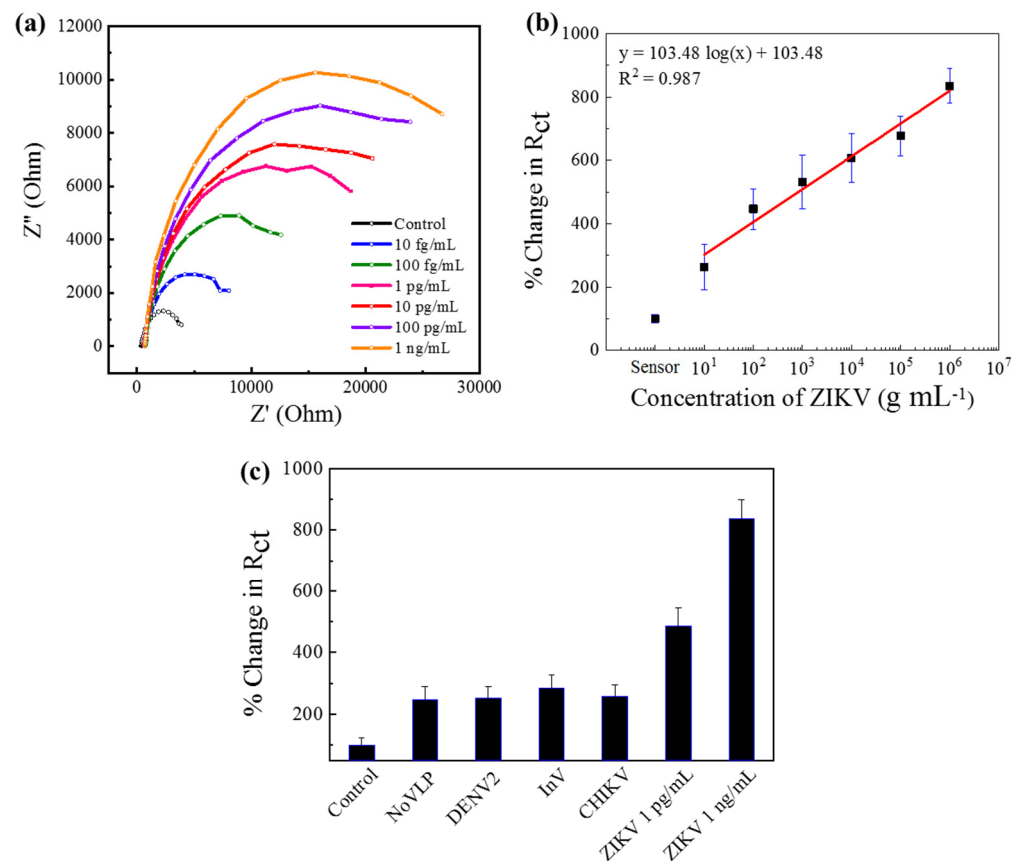 (a)
12000
10000
8000
6000
4000
2000
0
Z" (Ohm)
Control
10 fg/mL
100 fg/mL
1 pg/mL
10 pg/mL
100 pg/mL
1 ng/mL
0 10000 20000 30000
Z' (Ohm)
(b)
1000
800
600
400
200
0
% Change in Rct
y = 103.48 log(x) + 103.48
R² = 0.987
Sensor 10¹ 10² 10³ 10⁴ 10⁵ 10⁶ 10⁷
Concentration of ZIKV (g mL⁻¹)
(c)
1000
800
600
400
200
% Change in Rct
Control
NoVLP
DENV2
InV
CHIKV
ZIKV 1 pg/mL
ZIKV 1 ng/mL